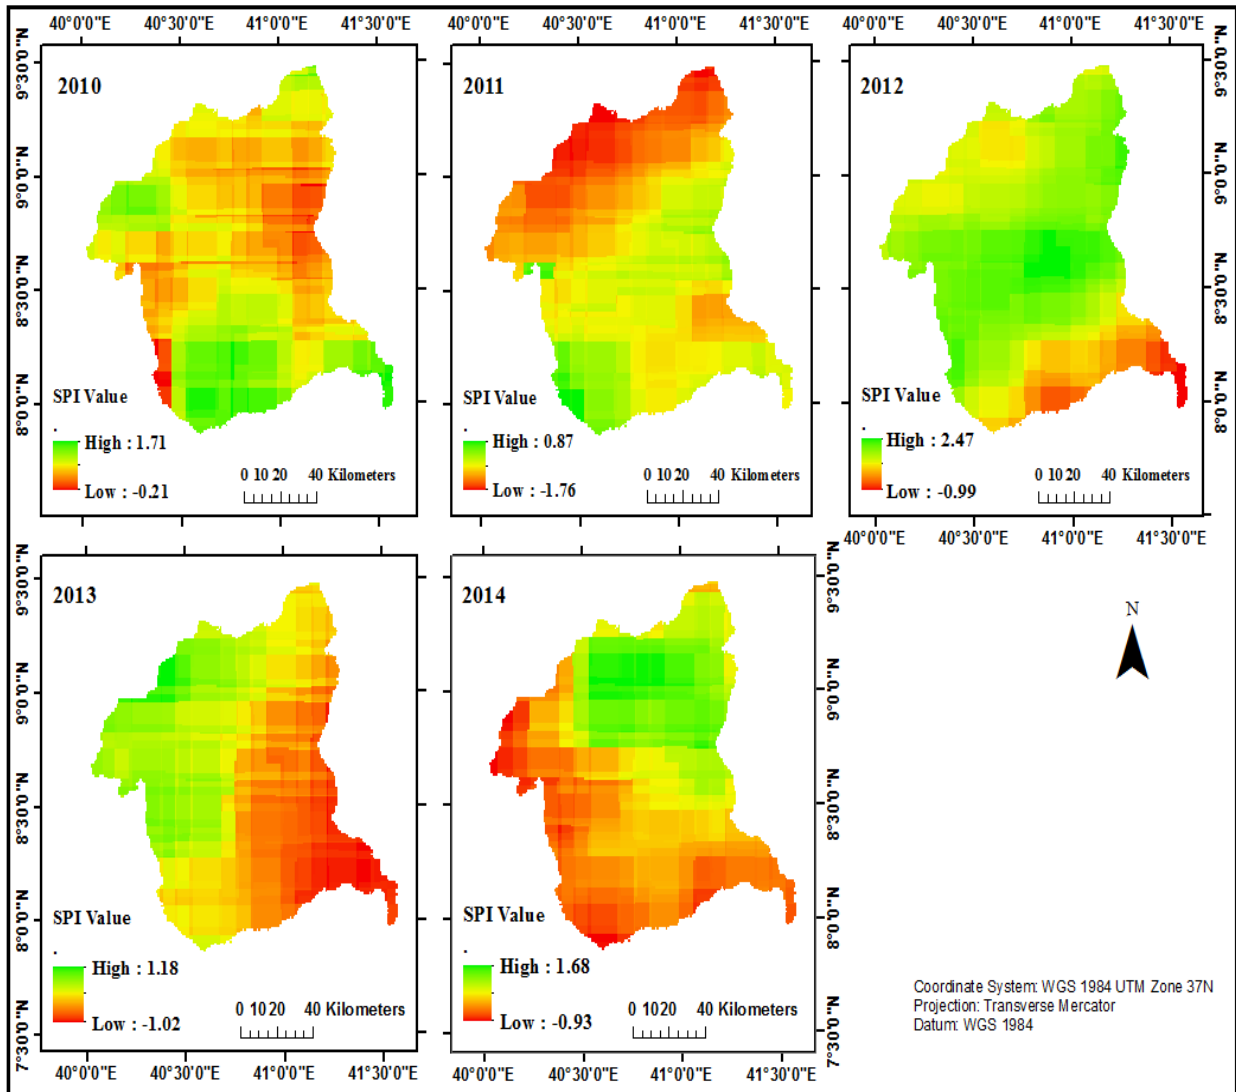 40°0'0"E 40°30'0"E 41°0'0"E 41°30'0"E
40°0'0"E 40°30'0"E 41°0'0"E 41°30'0"E
40°0'0"E 40°30'0"E 41°0'0"E 41°30'0"E
9°30'0"N
9°0'0"N
8°30'0"N
8°0'0"N
2010
SPI Value
High : 1.71
Low : -0.21
0 10 20 40 Kilometers
2011
SPI Value
High : 0.87
Low : -1.76
0 10 20 40 Kilometers
2012
SPI Value
High : 2.47
Low : -0.99
0 10 20 40 Kilometers
9°30'0"N
9°0'0"N
8°30'0"N
8°0'0"N
40°0'0"E 40°30'0"E 41°0'0"E 41°30'0"E
9°30'0"N
9°0'0"N
8°30'0"N
8°0'0"N
7°30'0"N
2013
SPI Value
High : 1.18
Low : -1.02
0 10 20 40 Kilometers
2014
SPI Value
High : 1.68
Low : -0.93
0 10 20 40 Kilometers
9°30'0"N
9°0'0"N
8°30'0"N
8°0'0"N
7°30'0"N
40°0'0"E 40°30'0"E 41°0'0"E 41°30'0"E
40°0'0"E 40°30'0"E 41°0'0"E 41°30'0"E
N
Coordinate System: WGS 1984 UTM Zone 37N
Projection: Transverse Mercator
Datum: WGS 1984